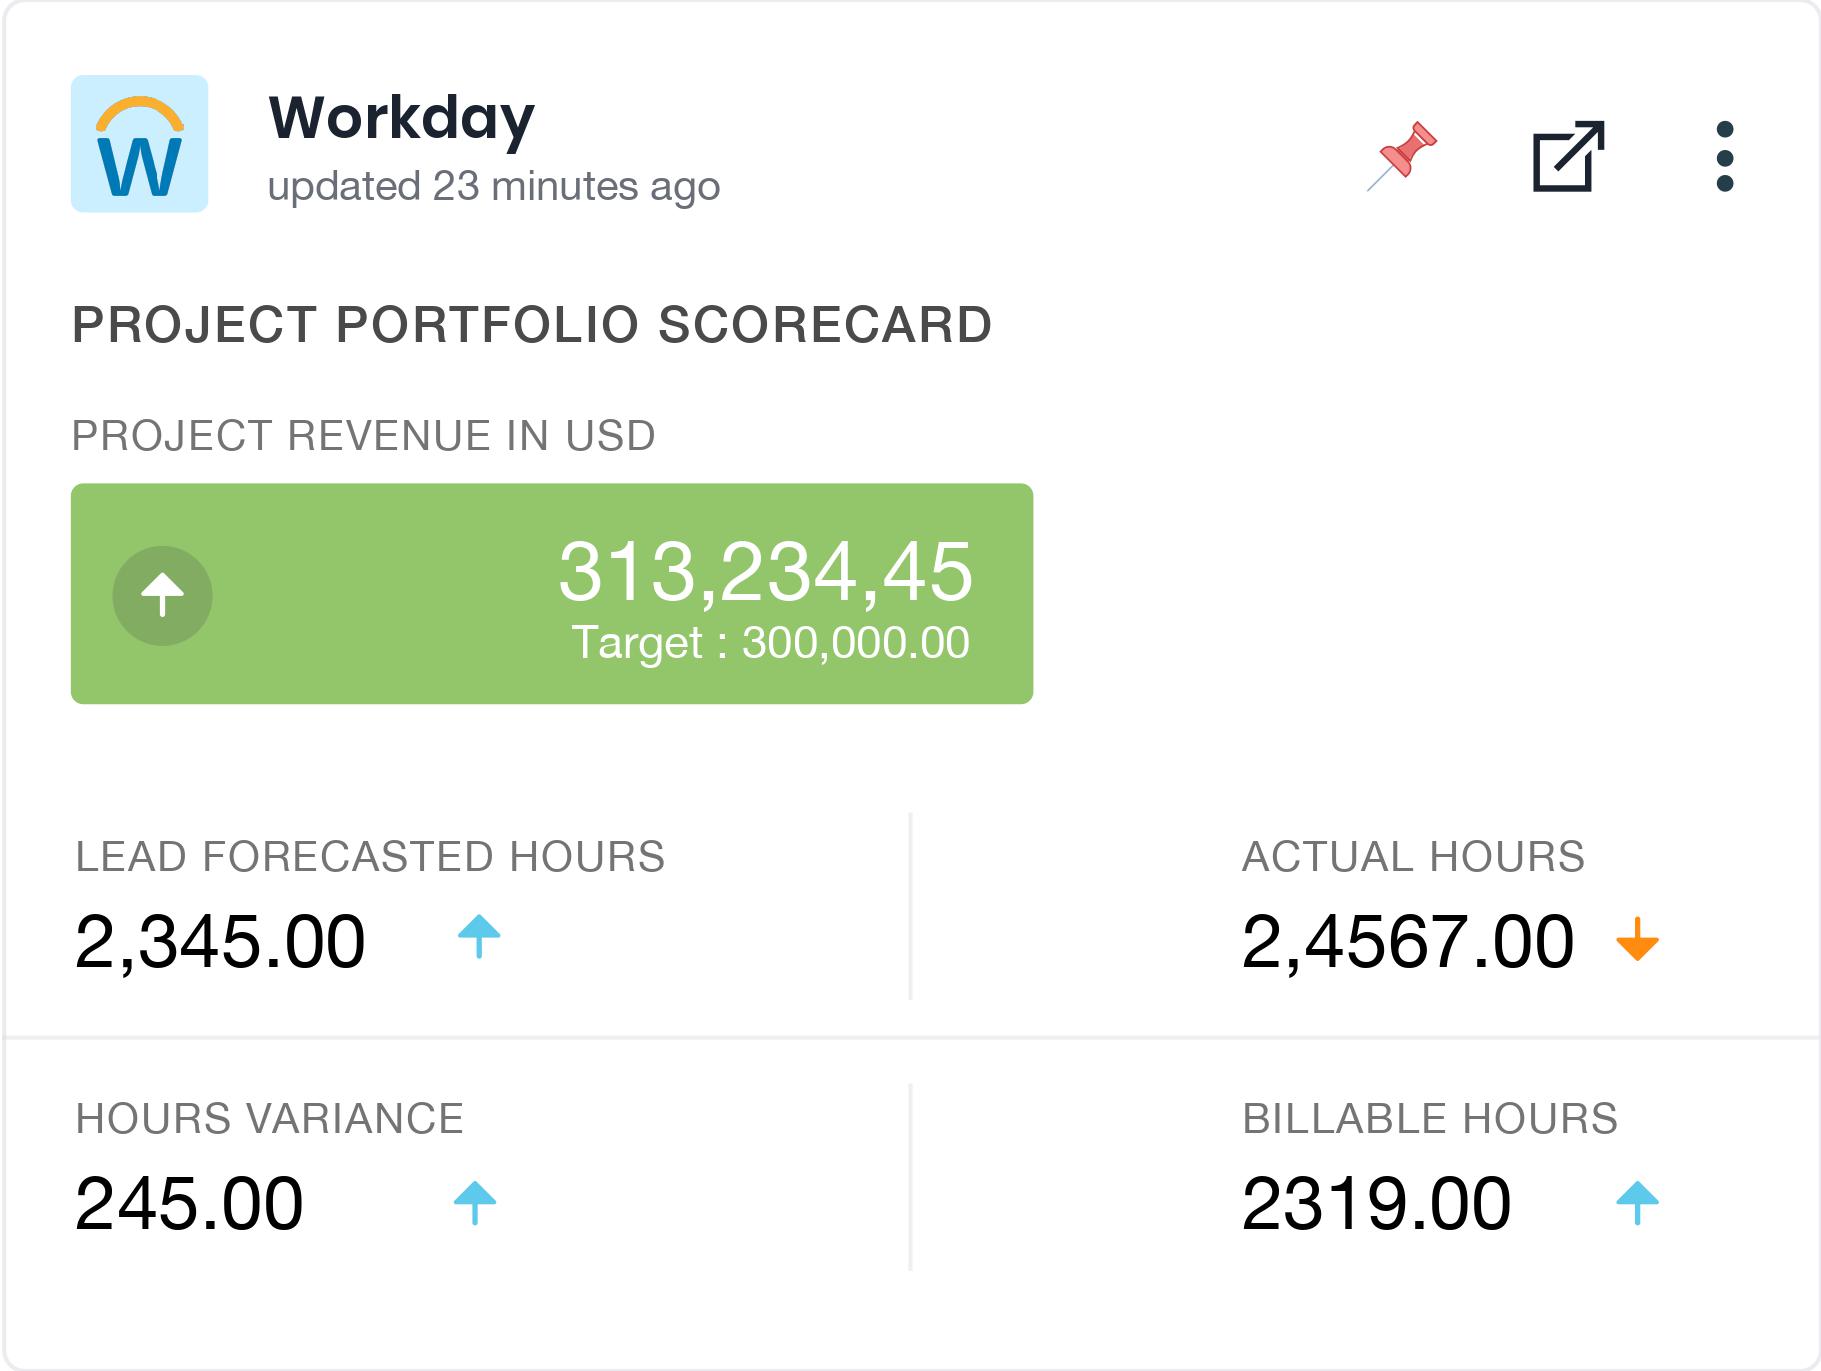 W
Workday
updated 23 minutes ago
PROJECT PORTFOLIO SCORECARD
PROJECT REVENUE IN USD
313,234,45
Target : 300,000.00
LEAD FORECASTED HOURS
2,345.00
ACTUAL HOURS
2,4567.00
HOURS VARIANCE
245.00
BILLABLE HOURS
2319.00